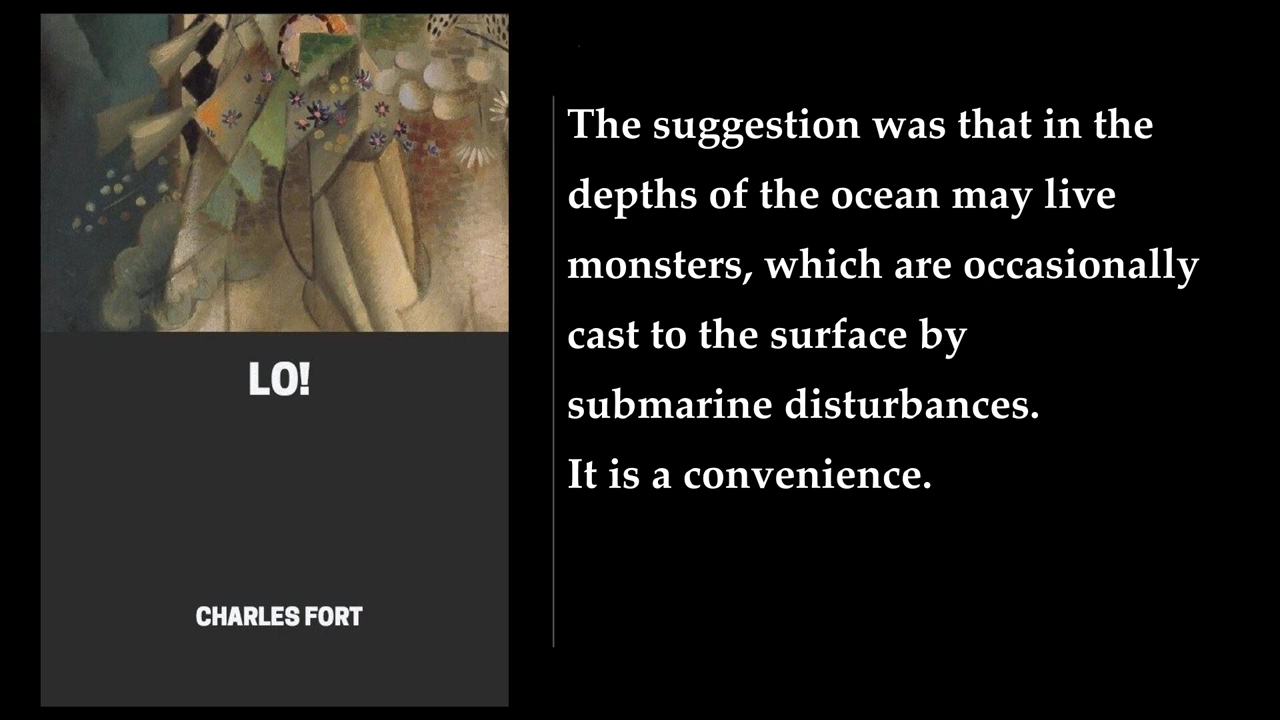 LO!
CHARLES FORT
The suggestion was that in the
depths of the ocean may live
monsters, which are occasionally
cast to the surface by
submarine disturbances.
It is a convenience.